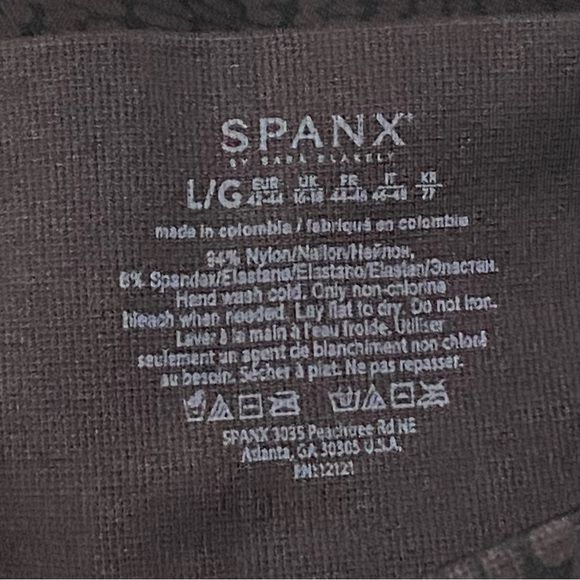 SPANX®
BY SARA BLAKELY
L/G EUR 42-44 UK 16-18 FR 44-46 IT 46-48 KR 77
made in colombia / fabriqué en colombie
94% Nylon/Nailon/Нейлон,
6% Spandex/Elastane/Elastano/Elastan/Эластан.
Hand wash cold. Only non-chlorine
bleach when needed. Lay flat to dry. Do not iron.
Laver à la main à l'eau froide. Utiliser
seulement un agent de blanchiment non chloré
au besoin. Sécher à plat. Ne pas repasser.
SPANX 3035 Peachtree Rd NE
Atlanta, GA 30305 U.S.A.
RN112121